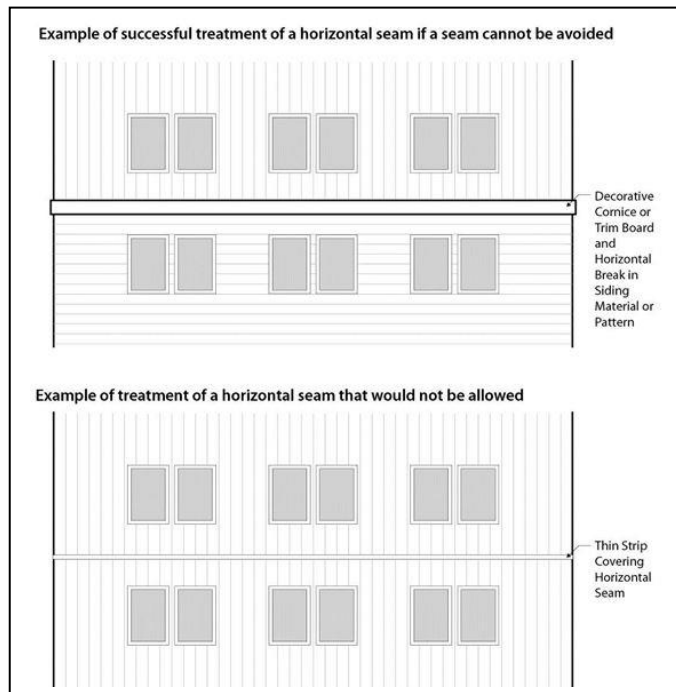 Example of successful treatment of a horizontal seam if a seam cannot be avoided
Decorative
Cornice or
Trim Board
and
Horizontal
Break in
Siding
Material or
Pattern
Example of treatment of a horizontal seam that would not be allowed
Thin Strip
Covering
Horizontal
Seam